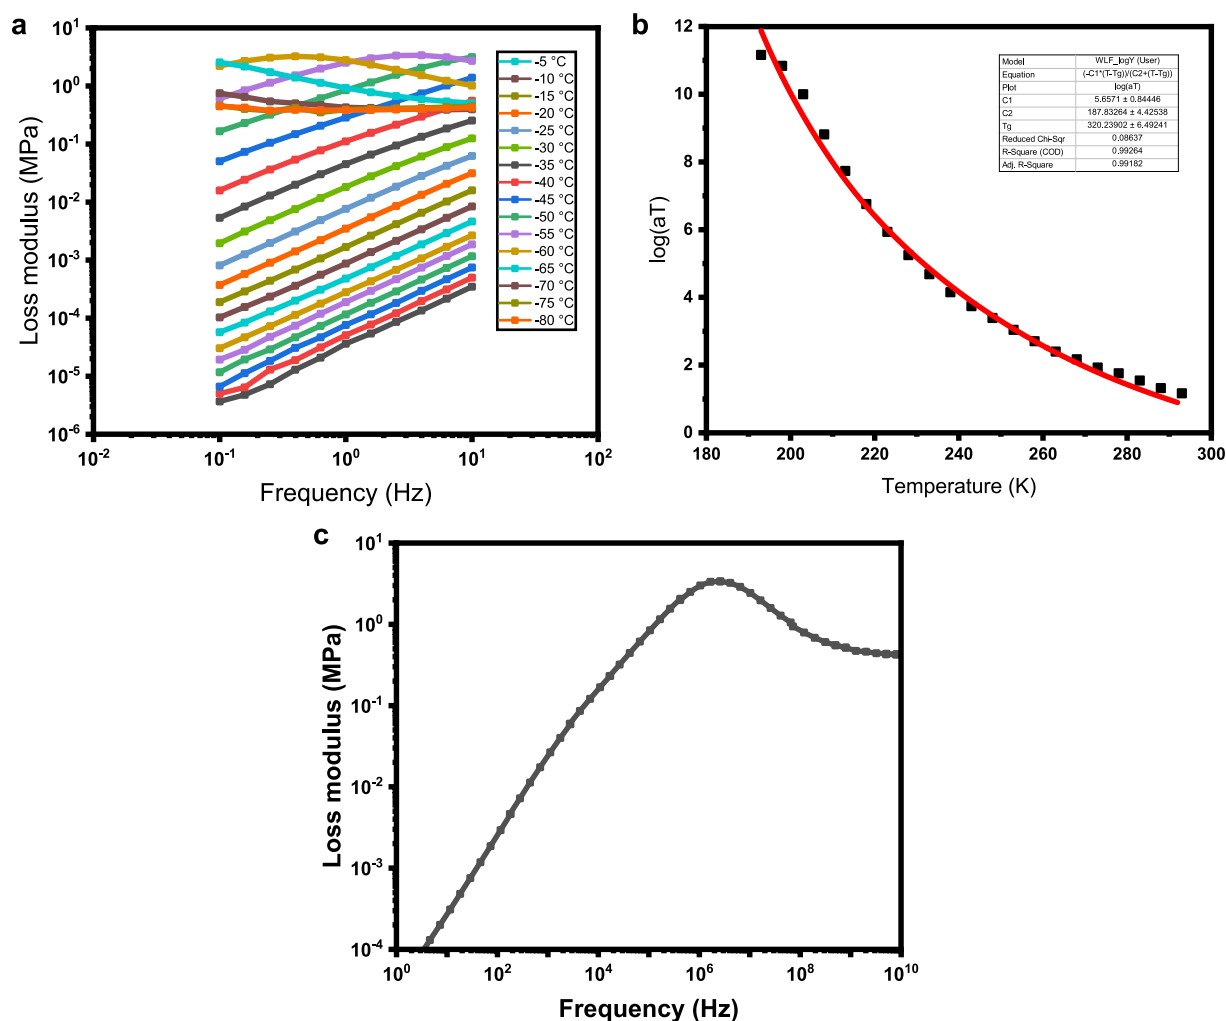 a
Loss modulus (MPa)
10¹
10⁰
10⁻¹
10⁻²
10⁻³
10⁻⁴
10⁻⁵
10⁻⁶
10⁻²
10⁻¹
10⁰
10¹
10²
Frequency (Hz)
-5 °C
-10 °C
-15 °C
-20 °C
-25 °C
-30 °C
-35 °C
-40 °C
-45 °C
-50 °C
-55 °C
-60 °C
-65 °C
-70 °C
-75 °C
-80 °C
b
log(aT)
12
10
8
6
4
2
0
180
200
220
240
260
280
300
Temperature (K)
Model WLF_logY (User)
Equation (-C1*(T-Tg))/(C2+(T-Tg))
Plot log(aT)
C1 5.6571 ± 0.84446
C2 187.83264 ± 4.42538
Tg 320.23902 ± 6.49241
Reduced Chi-Sqr 0.08637
R-Square (COD) 0.99264
Adj. R-Square 0.99182
c
Loss modulus (MPa)
10¹
10⁰
10⁻¹
10⁻²
10⁻³
10⁻⁴
10⁰
10²
10⁴
10⁶
10⁸
10¹⁰
Frequency (Hz)